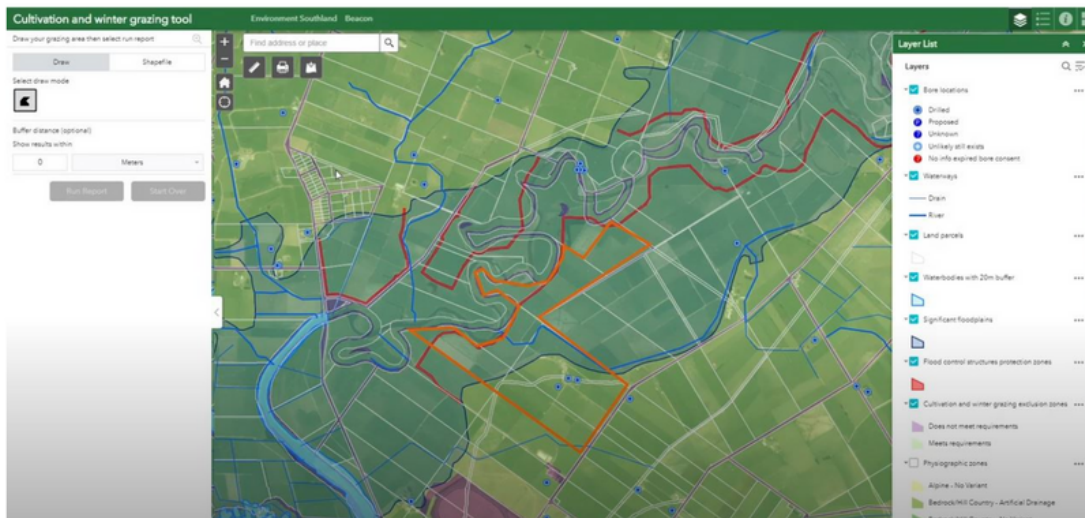 Cultivation and winter grazing tool
Environment Southland Beacon
Draw your grazing area then select run report
Draw
Shapefile
Select draw mode
Buffer distance (optional)
Show results within
0
Meters
Run Report
Start Over
Find address or place
Layer List
Layers
Bore locations
Drilled
Proposed
Unknown
Unlikely still exists
No info expired bore consent
Waterways
Drain
River
Land parcels
Waterbodies with 20m buffer
Significant floodplains
Flood control structures protection zones
Cultivation and winter grazing exclusion zones
Does not meet requirements
Meets requirements
Physiographic zones
Alpine - No Variant
Bedrock/Hill Country - Artificial Drainage